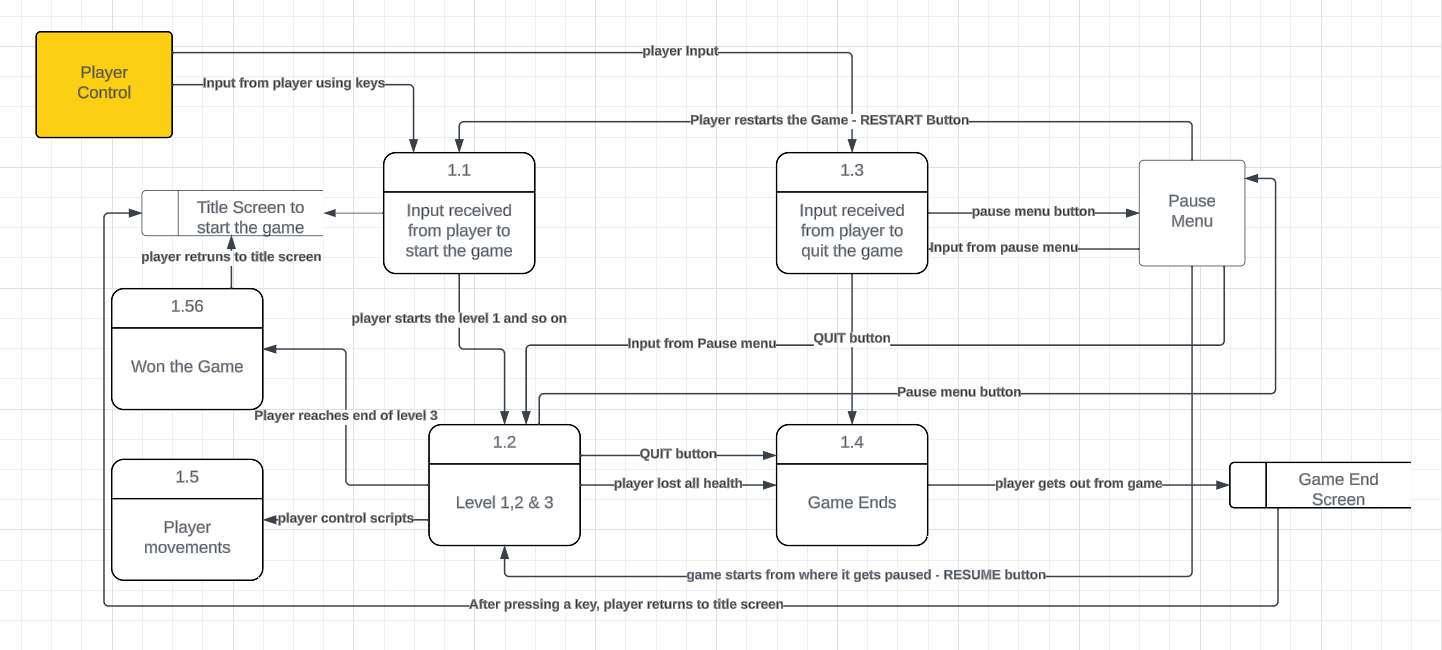 player Input
Player
Control
Input from player using keys
Player restarts the Game - RESTART Button
1.1
Input received
from player to
start the game
1.3
Input received
from player to
quit the game
Pause
Menu
pause menu button
Input from pause menu
Title Screen to
start the game
player retruns to title screen
1.56
Won the Game
player starts the level 1 and so on
QUIT button
Input from Pause menu
Pause menu button
Player reaches end of level 3
1.2
Level 1,2 & 3
QUIT button
player lost all health
1.4
Game Ends
player gets out from game
Game End
Screen
1.5
Player
movements
player control scripts
game starts from where it gets paused - RESUME button
After pressing a key, player returns to title screen